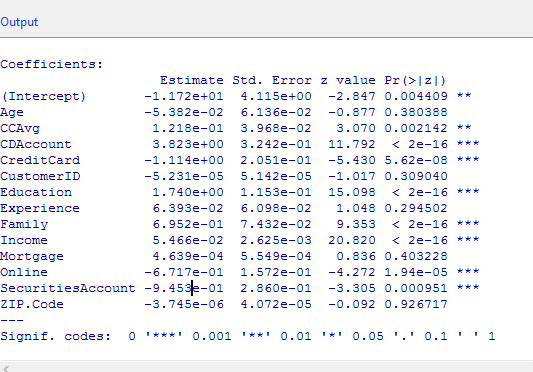 Output
Coefficients:
Estimate Std. Error z value Pr(>|z|)
(Intercept) -1.172e+01 4.115e+00 -2.847 0.004409 **
Age -5.382e-02 6.136e-02 -0.877 0.380388
CCAvg 1.218e-01 3.968e-02 3.070 0.002142 **
CDAccount 3.823e+00 3.242e-01 11.792 < 2e-16 ***
CreditCard -1.114e+00 2.051e-01 -5.430 5.62e-08 ***
CustomerID -5.231e-05 5.142e-05 -1.017 0.309040
Education 1.740e+00 1.153e-01 15.098 < 2e-16 ***
Experience 6.393e-02 6.098e-02 1.048 0.294502
Family 6.952e-01 7.432e-02 9.353 < 2e-16 ***
Income 5.466e-02 2.625e-03 20.820 < 2e-16 ***
Mortgage 4.639e-04 5.549e-04 0.836 0.403228
Online -6.717e-01 1.572e-01 -4.272 1.94e-05 ***
SecuritiesAccount -9.453e-01 2.860e-01 -3.305 0.000951 ***
ZIP.Code -3.745e-06 4.072e-05 -0.092 0.926717
---
Signif. codes: 0 '***' 0.001 '**' 0.01 '*' 0.05 '.' 0.1 ' ' 1